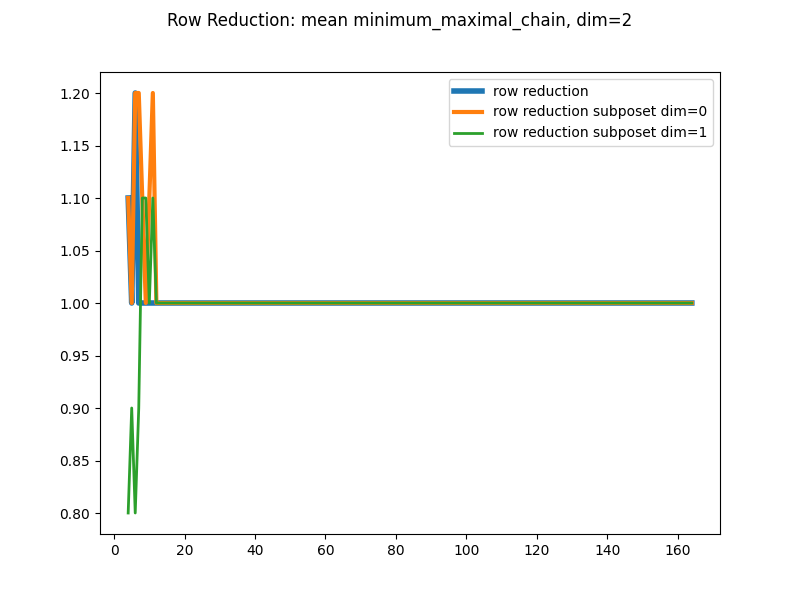 Row Reduction: mean minimum_maximal_chain, dim=2
row reduction
row reduction subposet dim=0
row reduction subposet dim=1
1.20
1.15
1.10
1.05
1.00
0.95
0.90
0.85
0.80
0 20 40 60 80 100 120 140 160